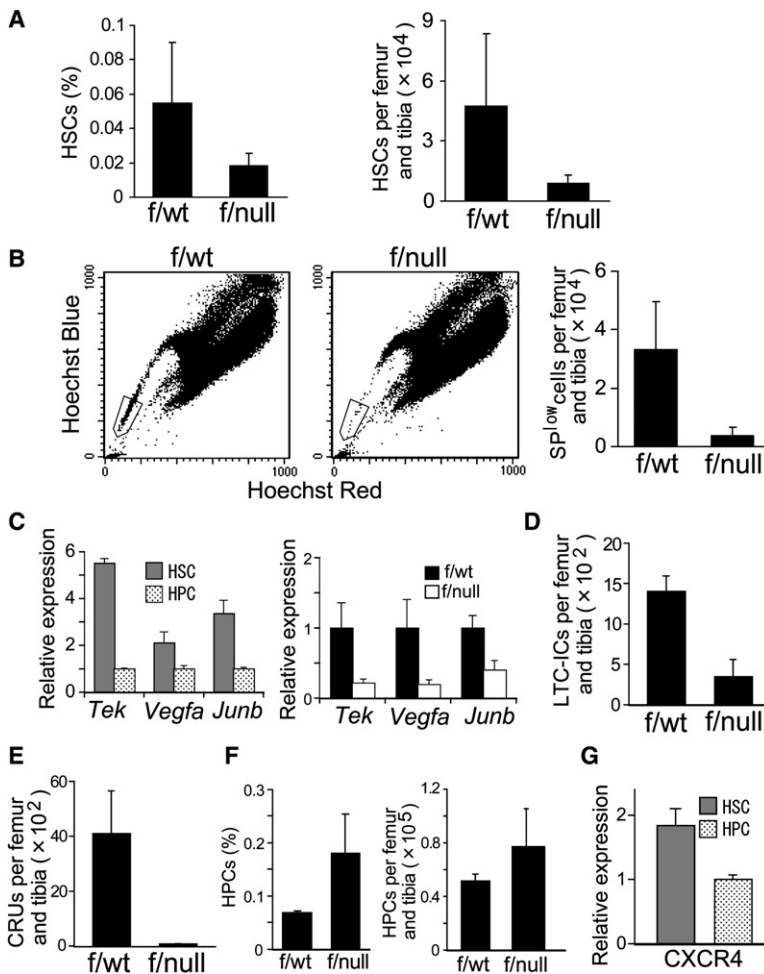 A
HSCs (%)
0.1
0.08
0.06
0.04
0.02
0
f/wt f/null
HSCs per femur
and tibia ( × 10⁴)
9
6
3
0
f/wt f/null
B
f/wt
f/null
Hoechst Blue
1000
0
1000
1000
0
1000
Hoechst Red
SPlow cells per femur
and tibia ( × 10⁴)
6
4
2
0
f/wt f/null
C
Relative expression
6
4
2
0
HSC
HPC
Tek Vegfa Junb
Relative expression
2
1
0
f/wt
f/null
Tek Vegfa Junb
D
LTC-ICs per femur
and tibia ( × 10²)
20
15
10
5
0
f/wt f/null
E
CRUs per femur
and tibia ( × 10²)
60
40
20
0
f/wt f/null
F
HPCs (%)
0.3
0.2
0.1
0
f/wt f/null
HPCs per femur
and tibia ( × 10⁵)
1.2
0.9
0.6
0.3
0
f/wt f/null
G
Relative expression
2
1
0
HSC
HPC
CXCR4